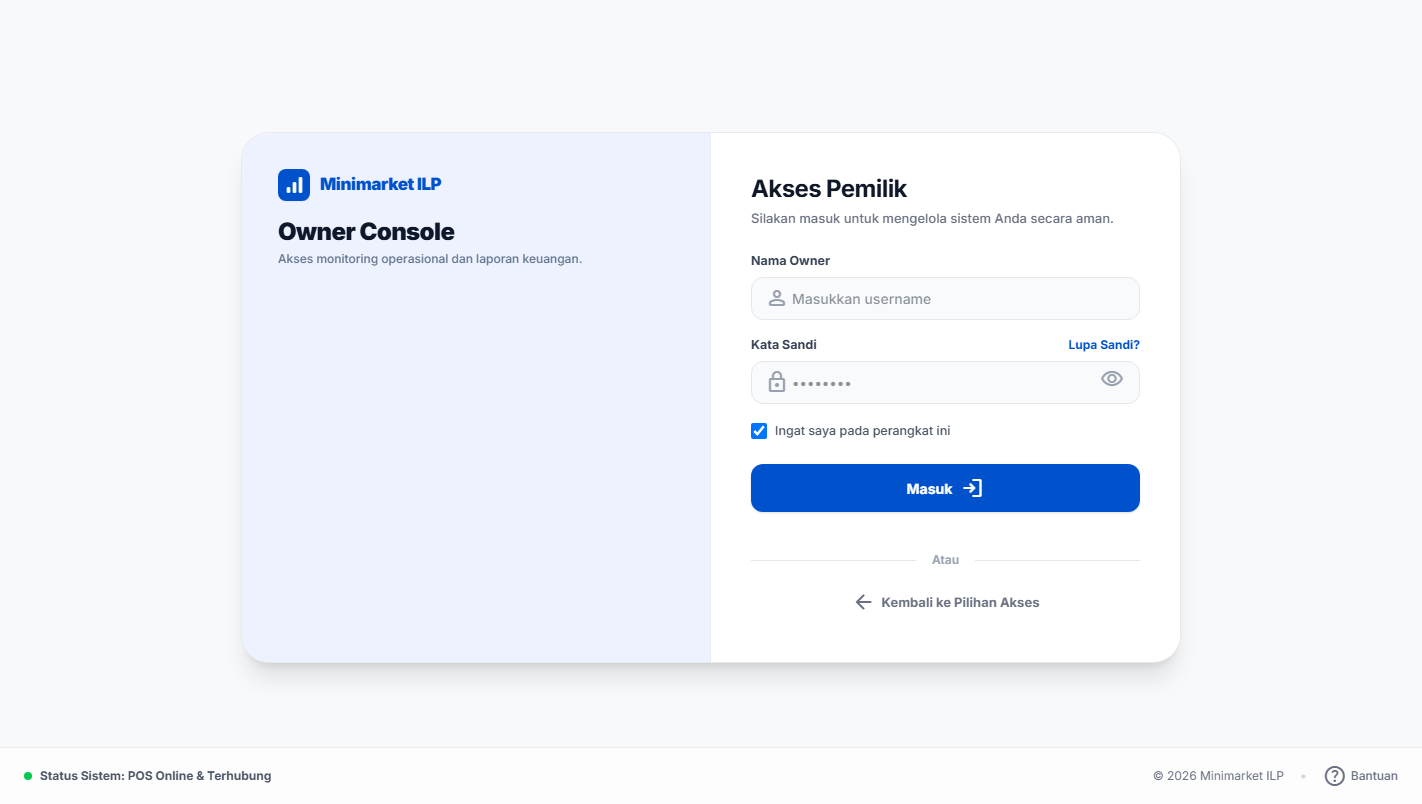 Minimarket ILP
Owner Console
Akses monitoring operasional dan laporan keuangan.
Akses Pemilik
Silakan masuk untuk mengelola sistem Anda secara aman.
Nama Owner
Masukkan username
Kata Sandi
Lupa Sandi?
••••••••
Ingat saya pada perangkat ini
Masuk
Atau
Kembali ke Pilihan Akses
Status Sistem: POS Online & Terhubung
© 2026 Minimarket ILP
•
Bantuan